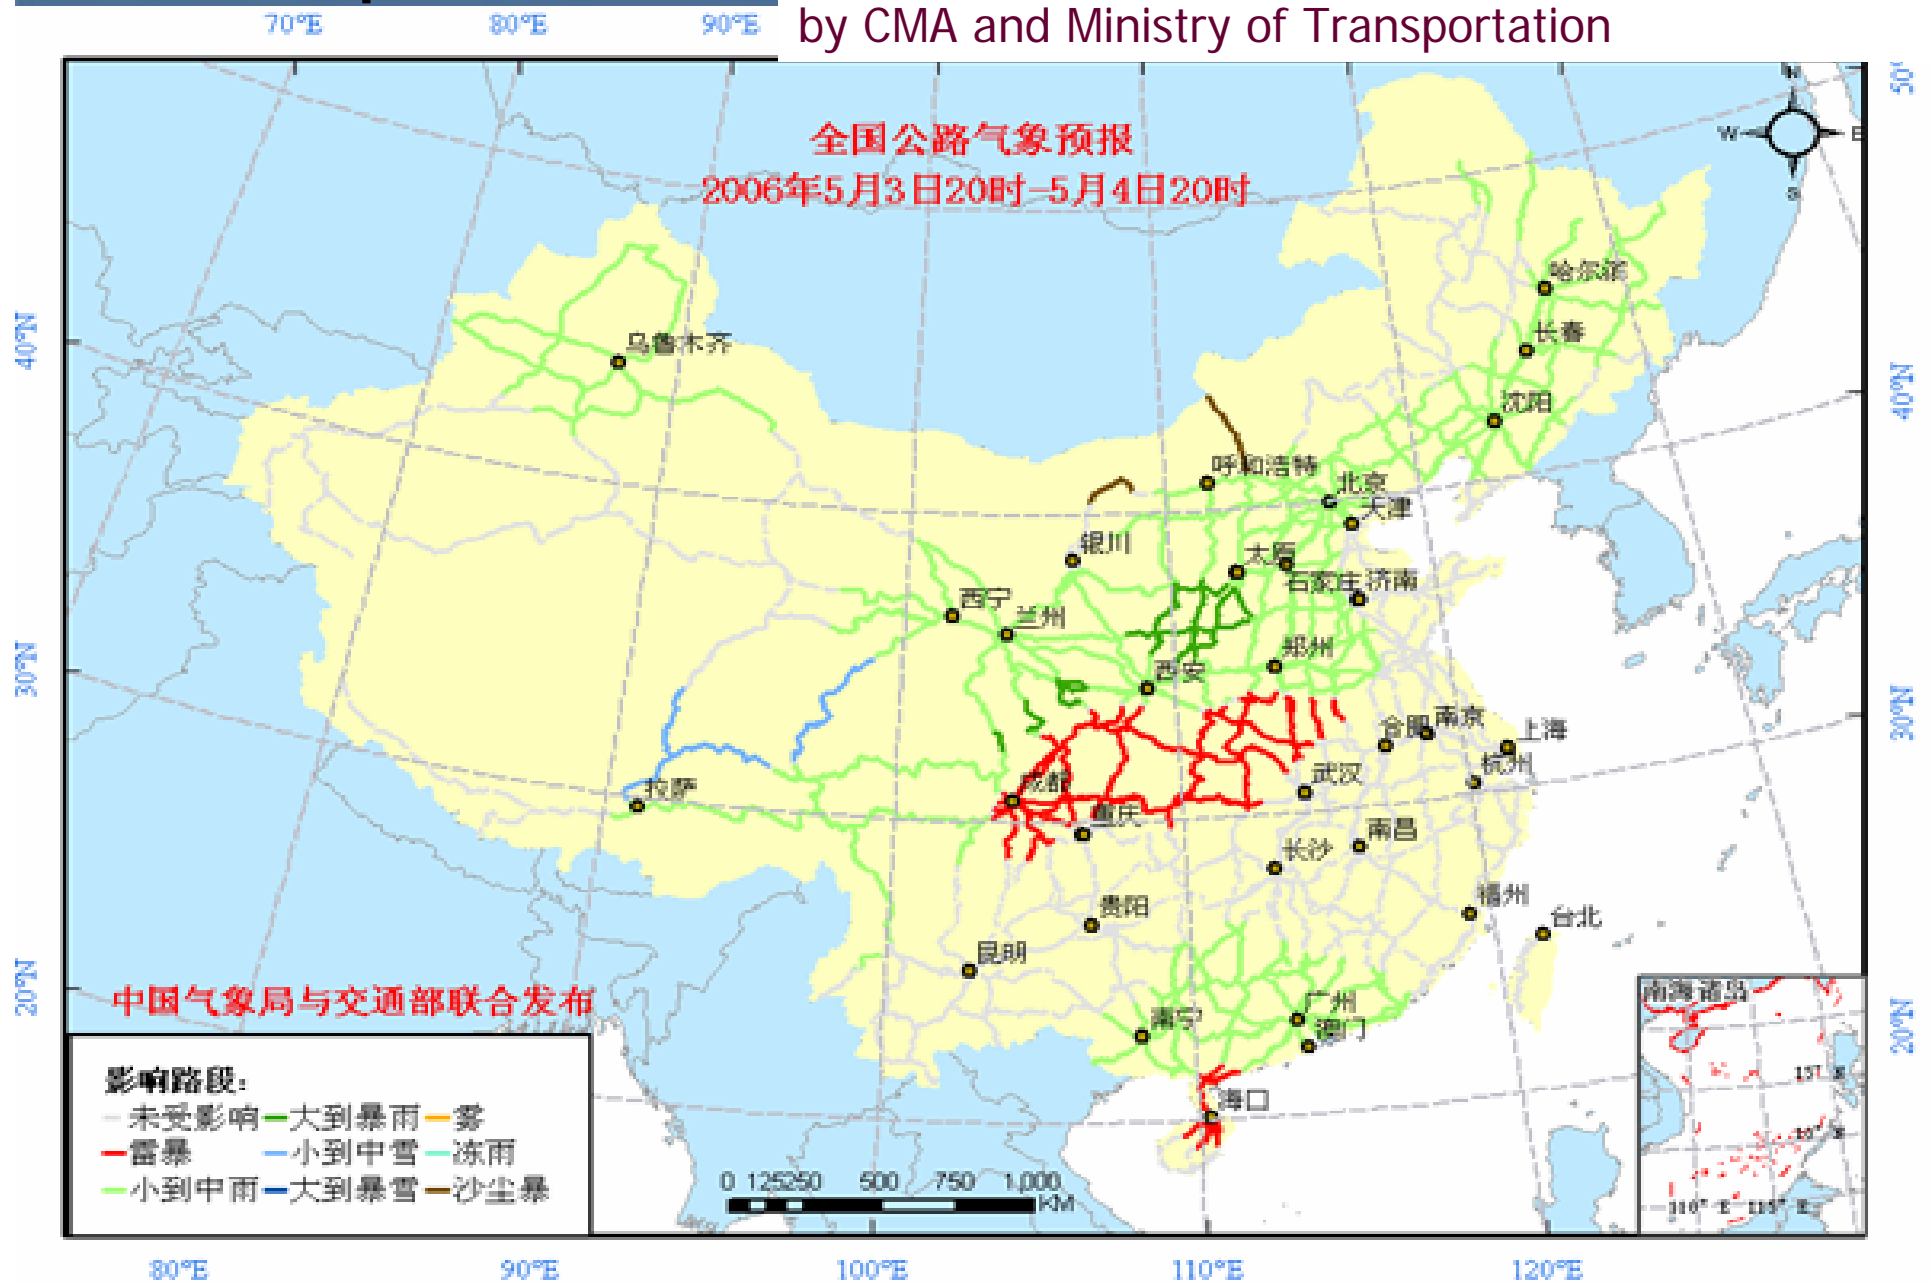 by CMA and Ministry of Transportation
70°E 80°E 90°E
全国公路气象预报
2006年5月3日20时-5月4日20时
N
W E
S
50°
40°N
40°N
30°N
30°N
20°N
20°N
哈尔滨
长春
沈阳
乌鲁木齐
呼和浩特
北京
天津
银川
太原
石家庄
济南
西宁
兰州
郑州
西安
合肥
南京
上海
杭州
武汉
成都
重庆
拉萨
南昌
长沙
贵阳
福州
台北
昆明
南宁
广州
澳门
海口
中国气象局与交通部联合发布
影响路段:
未受影响 大到暴雨 雾
雷暴 小到中雪 冻雨
小到中雨 大到暴雪 沙尘暴
0 125250 500 750 1,000
KM
南海诸岛
15° N
10° N
110° E 115° E
80°E 90°E 100°E 110°E 120°E